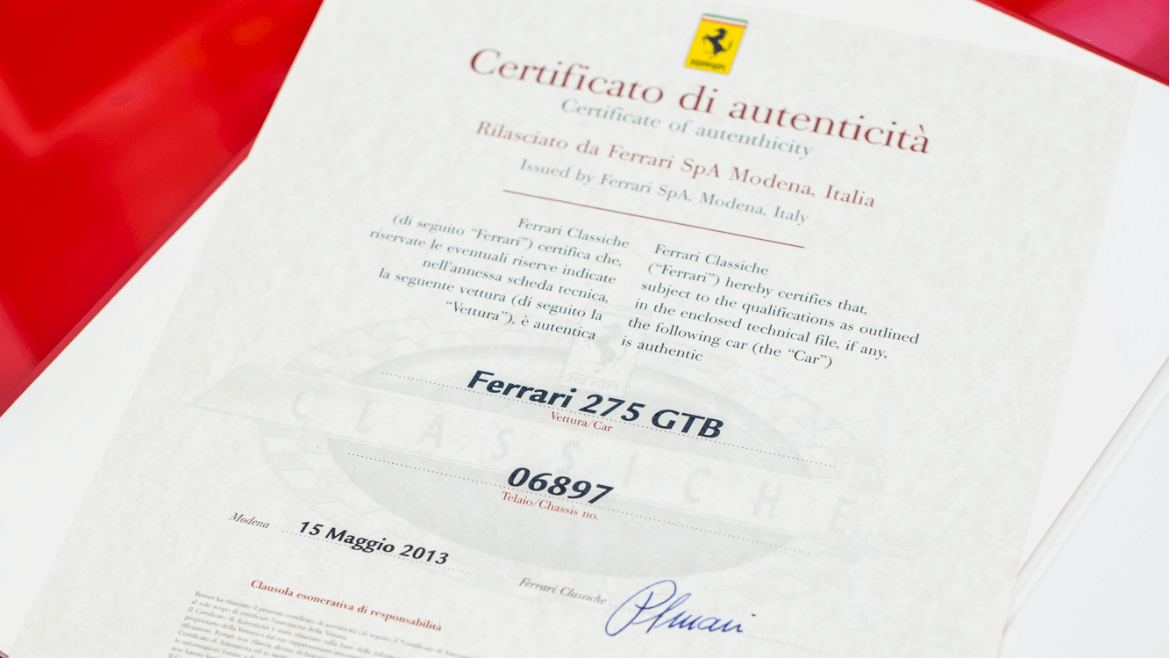 Ferrari
Certificato di autenticità
Certificate of autenthicity
Rilasciato da Ferrari SpA Modena, Italia
Issued by Ferrari SpA, Modena, Italy
Ferrari Classiche
(di seguito "Ferrari") certifica che,
riservate le eventuali riserve indicate
nell'annessa scheda tecnica,
la seguente vettura (di seguito la
"Vettura"), è autentica
Ferrari Classiche
("Ferrari") hereby certifies that,
subject to the qualifications as outlined
in the enclosed technical file, if any,
the following car (the "Car")
is authentic
Ferrari
CLASSICHE
Ferrari 275 GTB
Vettura/Car
06897
Telaio/Chassis no.
Modena 15 Maggio 2013
Ferrari Classiche
Clausola esonerativa di responsabilità